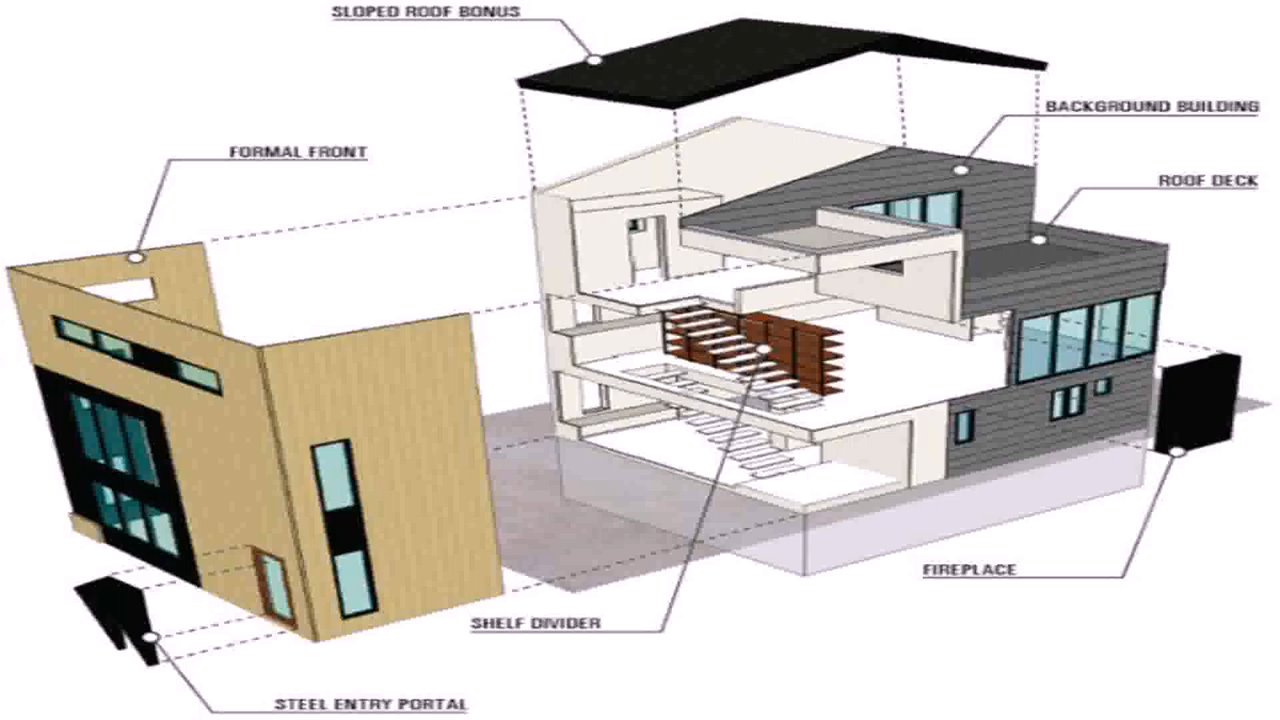 SLOPED ROOF BONUS
BACKGROUND BUILDING
FORMAL FRONT
ROOF DECK
FIREPLACE
SHELF DIVIDER
STEEL ENTRY PORTAL